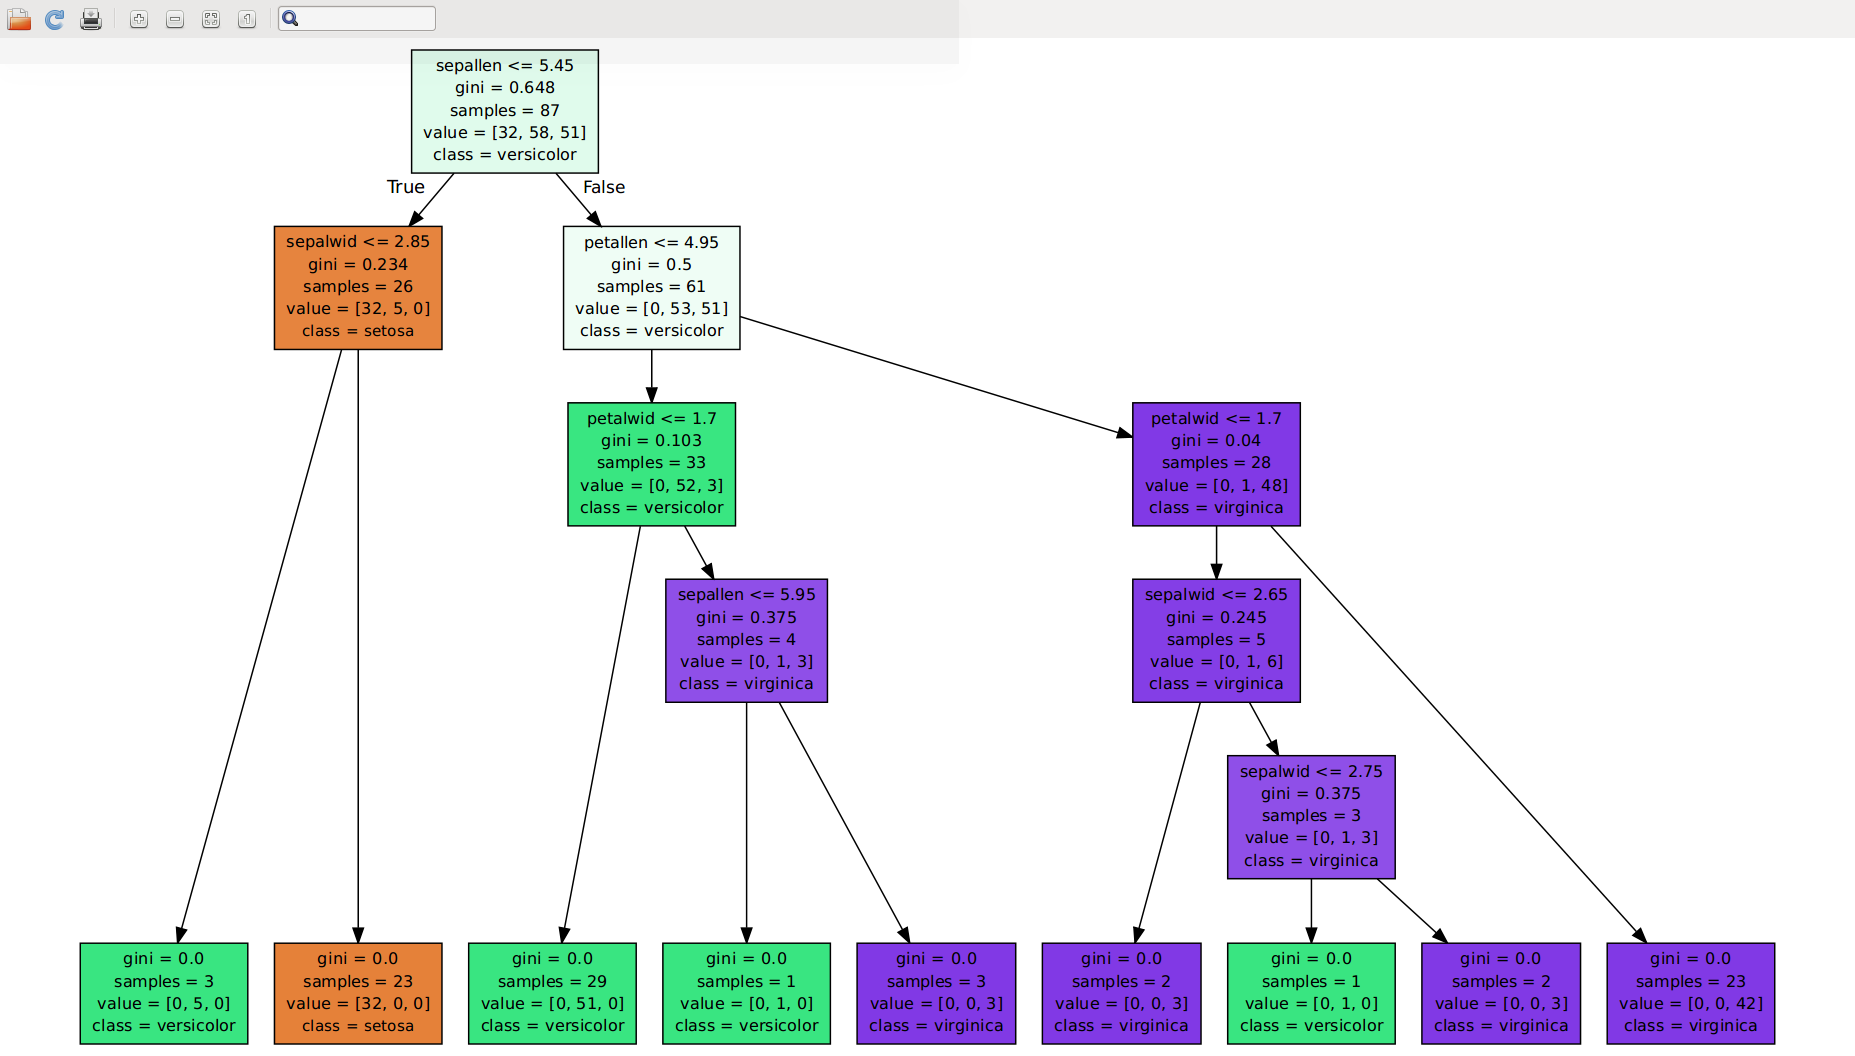 sepallen <= 5.45
gini = 0.648
samples = 87
value = [32, 58, 51]
class = versicolor
True
False
sepalwid <= 2.85
gini = 0.234
samples = 26
value = [32, 5, 0]
class = setosa
petallen <= 4.95
gini = 0.5
samples = 61
value = [0, 53, 51]
class = versicolor
petalwid <= 1.7
gini = 0.103
samples = 33
value = [0, 52, 3]
class = versicolor
petalwid <= 1.7
gini = 0.04
samples = 28
value = [0, 1, 48]
class = virginica
sepallen <= 5.95
gini = 0.375
samples = 4
value = [0, 1, 3]
class = virginica
sepalwid <= 2.65
gini = 0.245
samples = 5
value = [0, 1, 6]
class = virginica
sepalwid <= 2.75
gini = 0.375
samples = 3
value = [0, 1, 3]
class = virginica
gini = 0.0
samples = 3
value = [0, 5, 0]
class = versicolor
gini = 0.0
samples = 23
value = [32, 0, 0]
class = setosa
gini = 0.0
samples = 29
value = [0, 51, 0]
class = versicolor
gini = 0.0
samples = 1
value = [0, 1, 0]
class = versicolor
gini = 0.0
samples = 3
value = [0, 0, 3]
class = virginica
gini = 0.0
samples = 2
value = [0, 0, 3]
class = virginica
gini = 0.0
samples = 1
value = [0, 1, 0]
class = versicolor
gini = 0.0
samples = 2
value = [0, 0, 3]
class = virginica
gini = 0.0
samples = 23
value = [0, 0, 42]
class = virginica